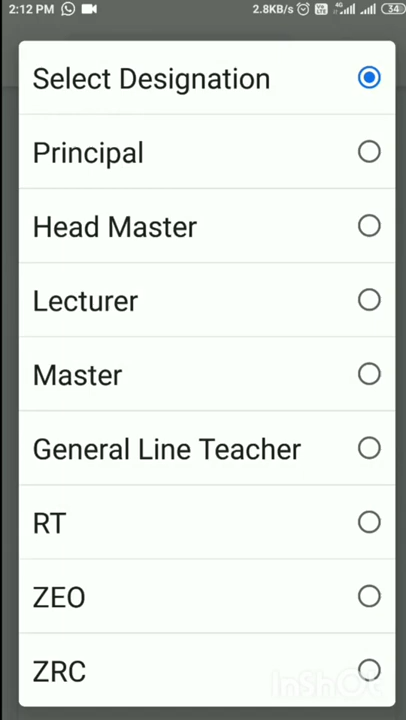 2:12 PM
2.8KB/s 4G 34
Select Designation
Principal
Head Master
Lecturer
Master
General Line Teacher
RT
ZEO
ZRC
InShOt